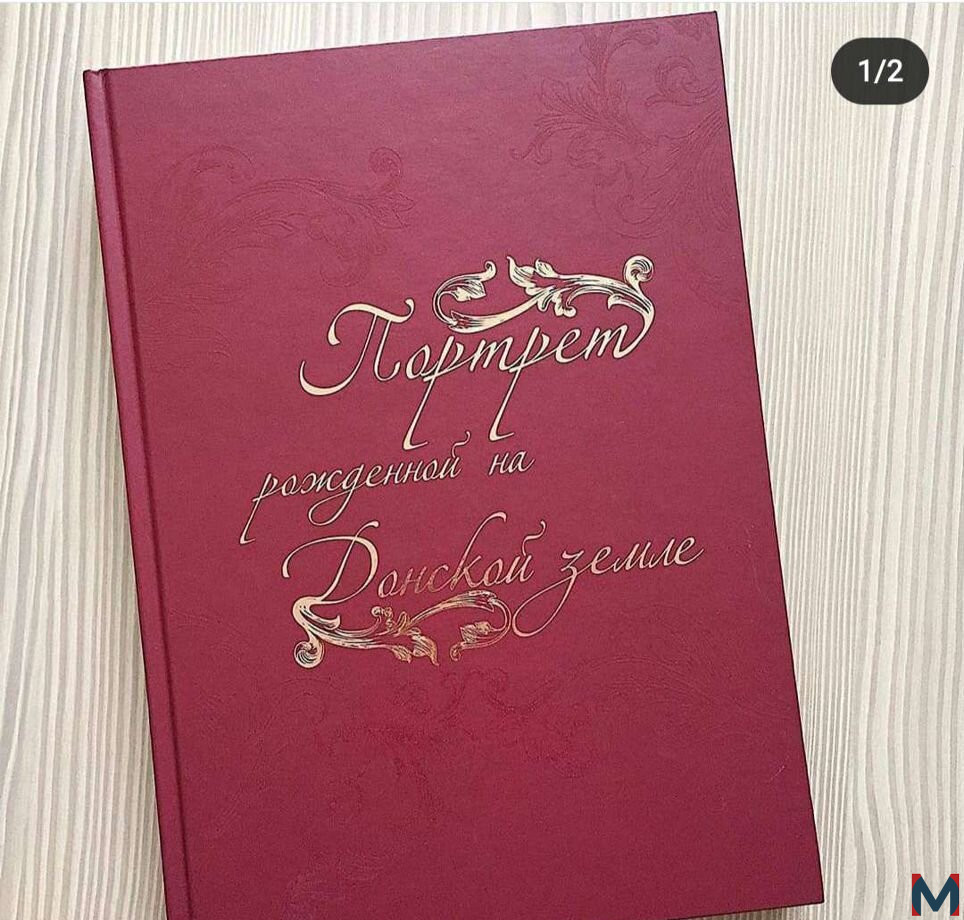 1/2
Портрет
рожденной на
Донской земле
M